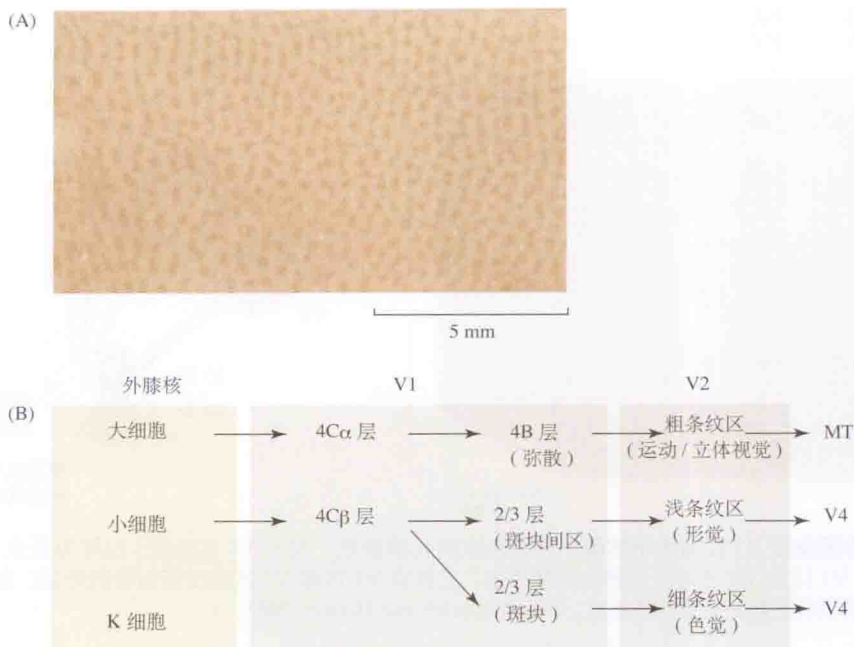 (A)
5 mm
外膝核 V1 V2
(B)
大细胞 4Cα 层 4B 层 粗条纹区 MT
(弥散) (运动/立体视觉)
小细胞 4Cβ 层 2/3 层 浅条纹区 V4
(斑块间区) (形觉)
K 细胞 2/3 层 细条纹区 V4
(斑块) (色觉)